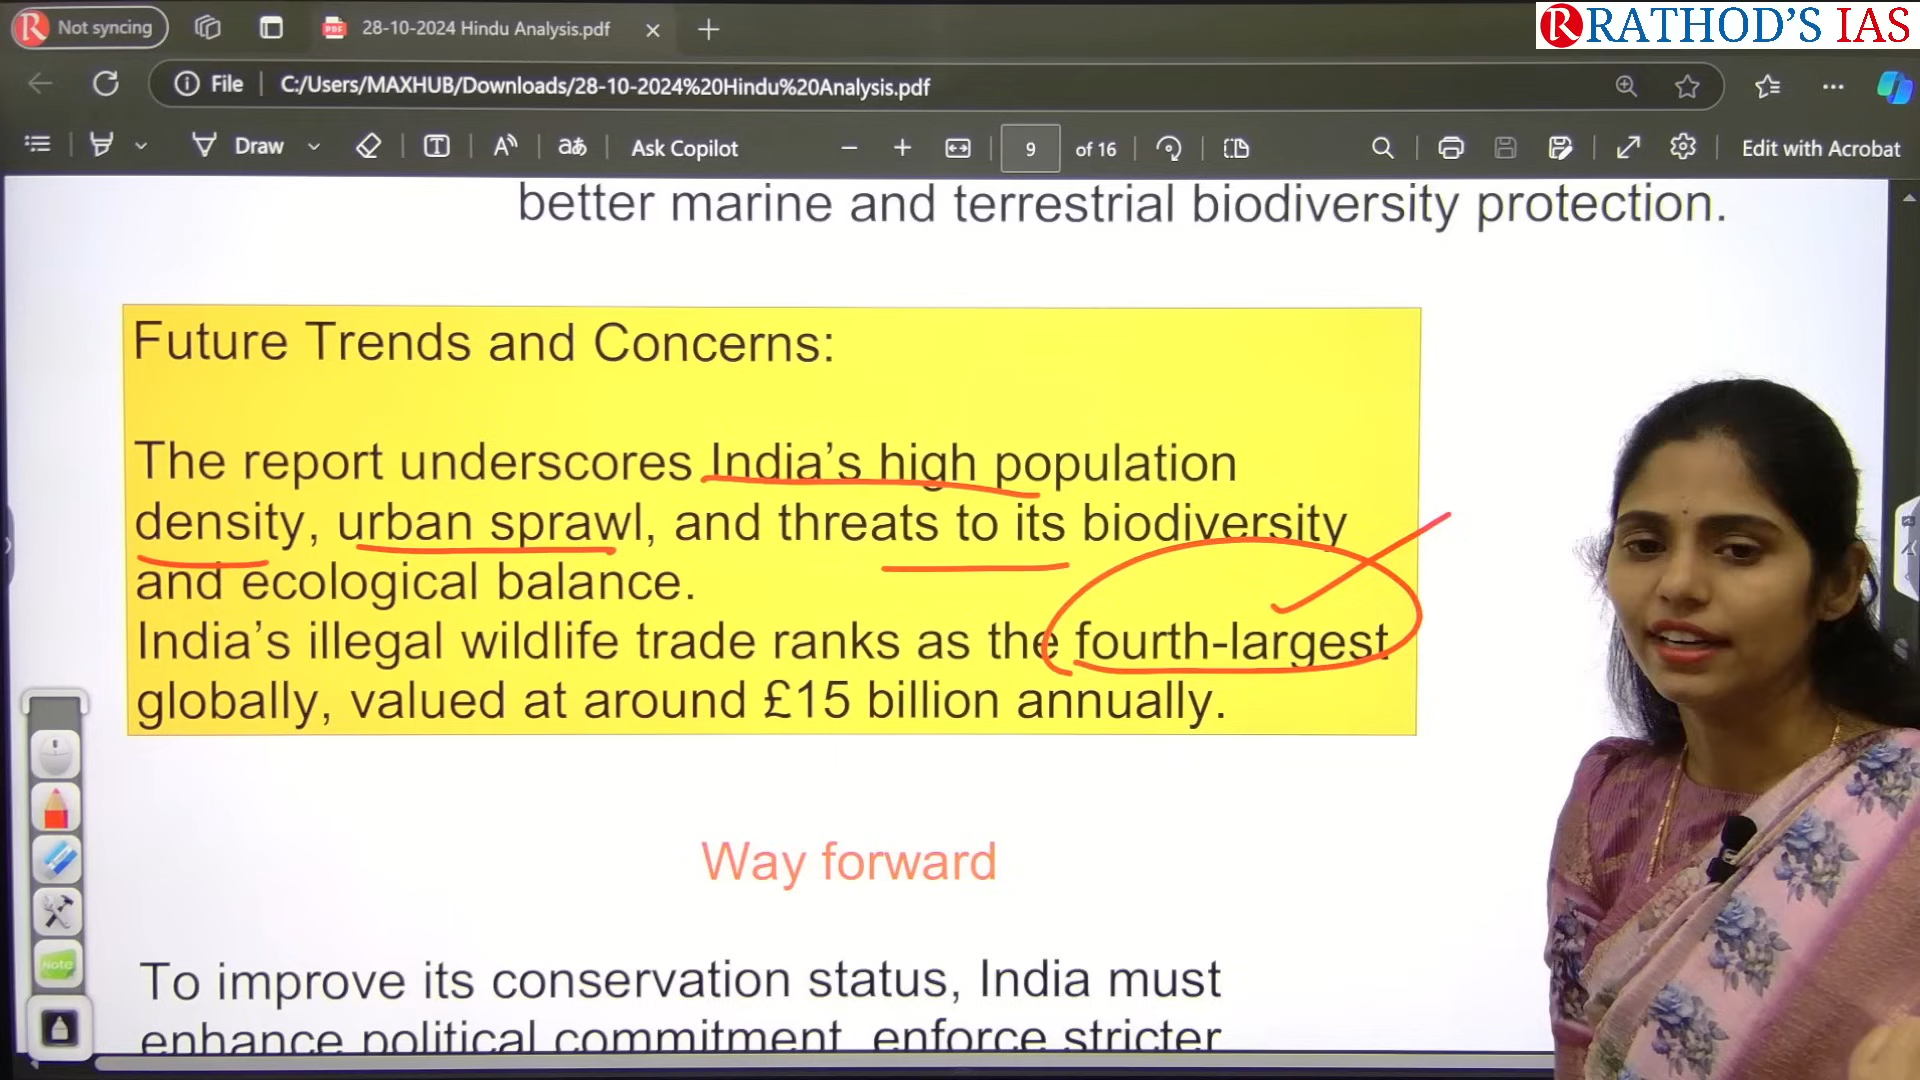 Not syncing
28-10-2024 Hindu Analysis.pdf
RATHOD'S IAS
File
C:/Users/MAXHUB/Downloads/28-10-2024%20Hindu%20Analysis.pdf
Draw
Ask Copilot
9
of 16
Edit with Acrobat
better marine and terrestrial biodiversity protection.
Future Trends and Concerns:
The report underscores India's high population
density, urban sprawl, and threats to its biodiversity
and ecological balance.
India's illegal wildlife trade ranks as the fourth-largest
globally, valued at around £15 billion annually.
Way forward
To improve its conservation status, India must
enhance political commitment, enforce stricter
Note